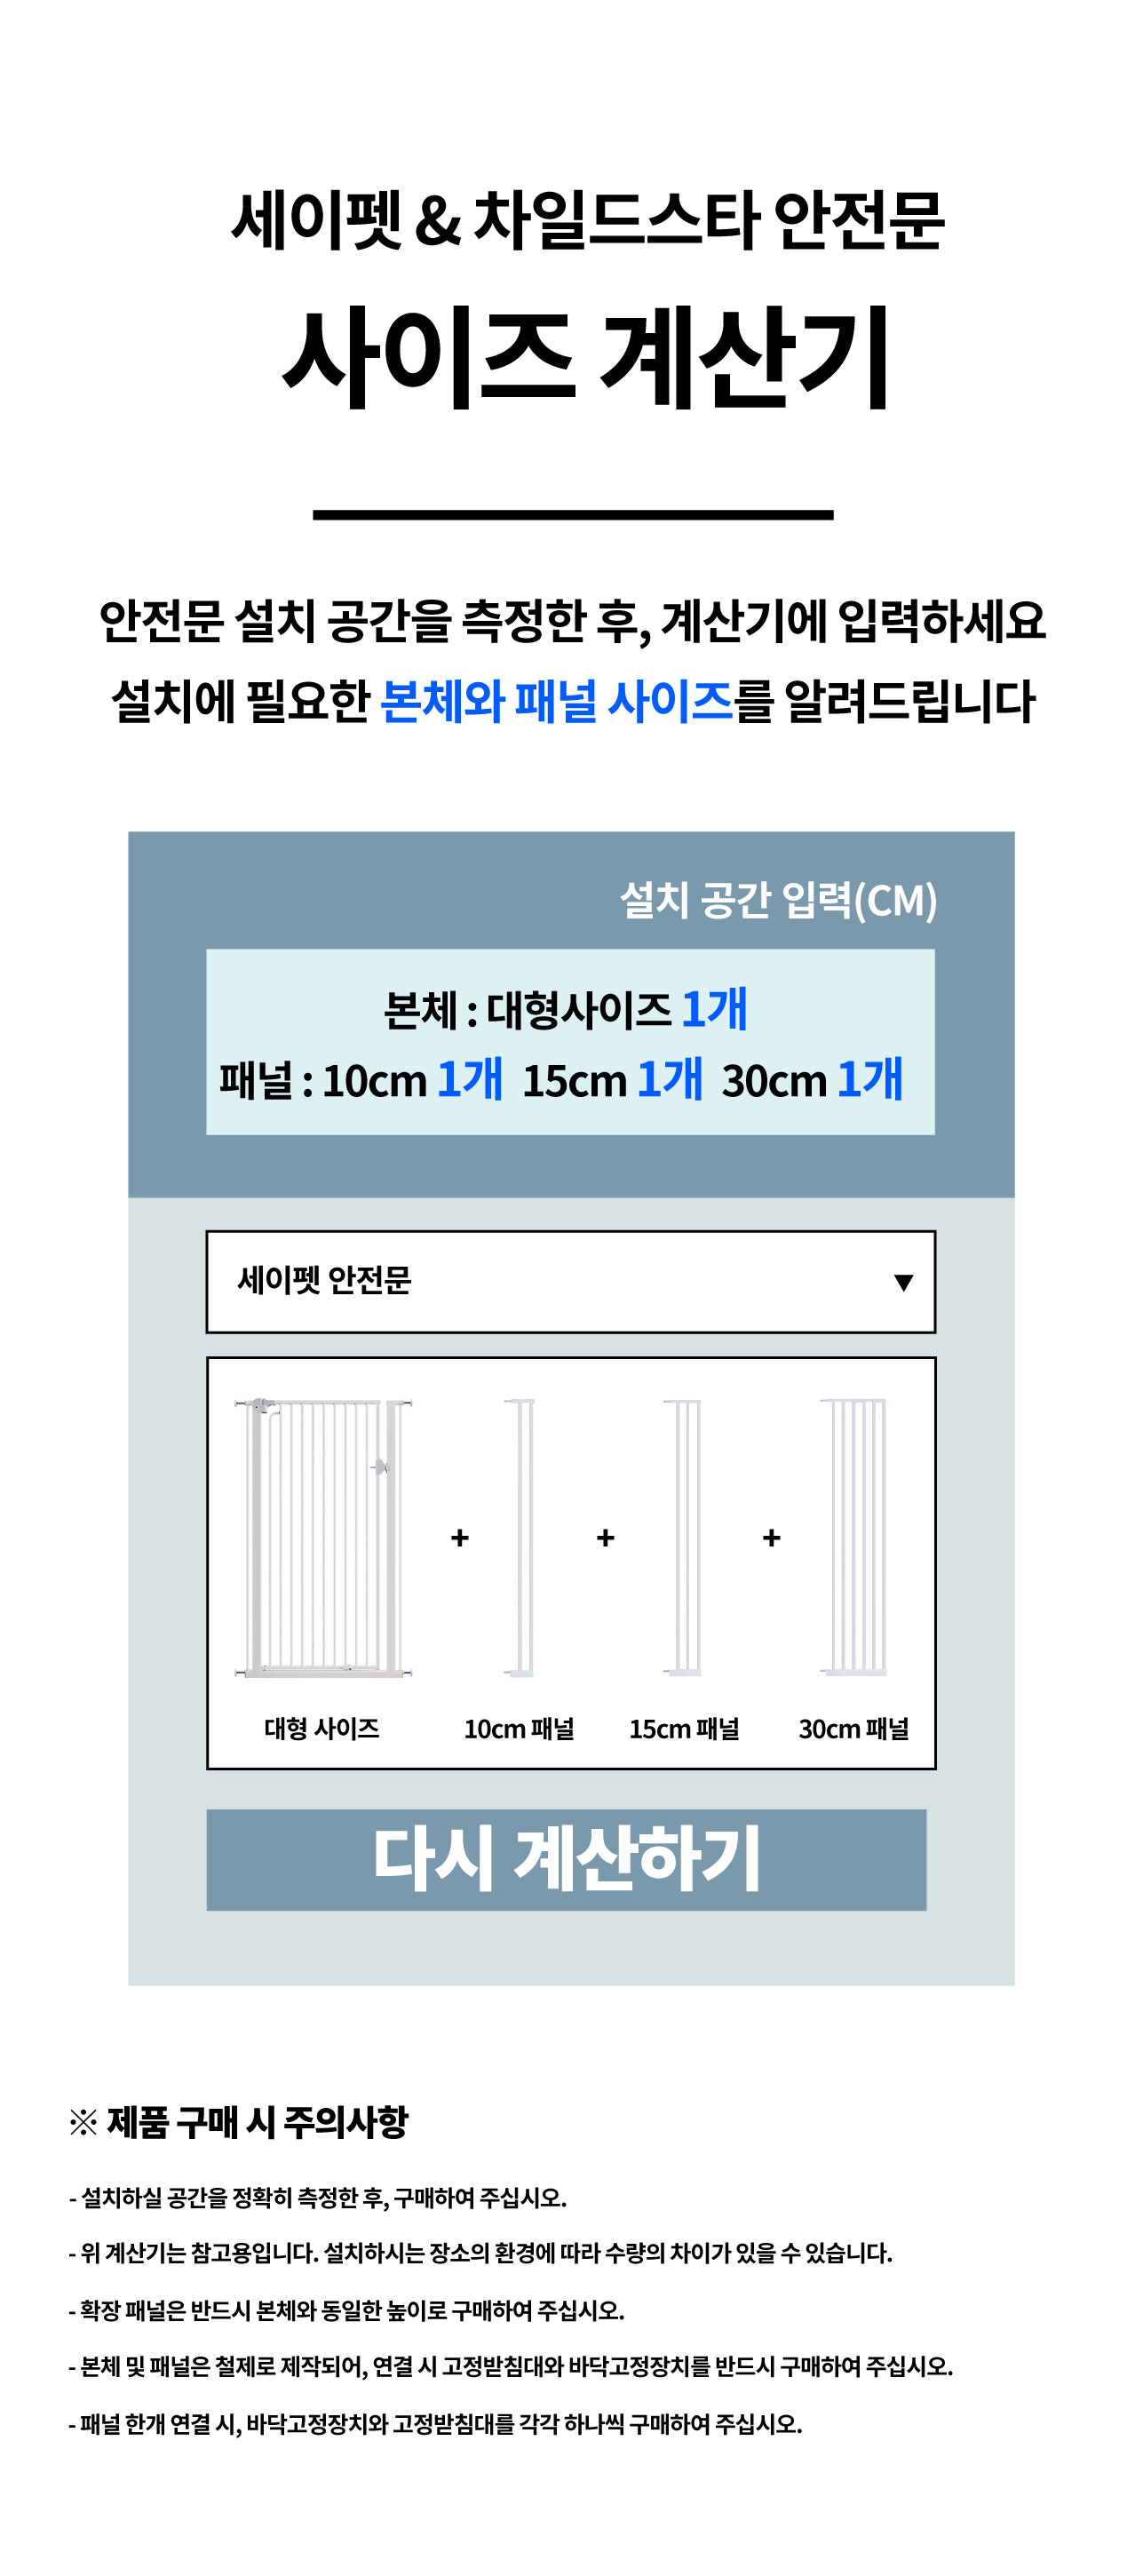 세이펫 & 차일드스타 안전문
사이즈 계산기
안전문 설치 공간을 측정한 후, 계산기에 입력하세요
설치에 필요한 본체와 패널 사이즈를 알려드립니다
설치 공간 입력(CM)
본체 : 대형사이즈 1개
패널 : 10cm 1개 15cm 1개 30cm 1개
세이펫 안전문 ▼
+ + +
대형 사이즈 10cm 패널 15cm 패널 30cm 패널
다시 계산하기
※ 제품 구매 시 주의사항
- 설치하실 공간을 정확히 측정한 후, 구매하여 주십시오.
- 위 계산기는 참고용입니다. 설치하시는 장소의 환경에 따라 수량의 차이가 있을 수 있습니다.
- 확장 패널은 반드시 본체와 동일한 높이로 구매하여 주십시오.
- 본체 및 패널은 철제로 제작되어, 연결 시 고정받침대와 바닥고정장치를 반드시 구매하여 주십시오.
- 패널 한개 연결 시, 바닥고정장치와 고정받침대를 각각 하나씩 구매하여 주십시오.